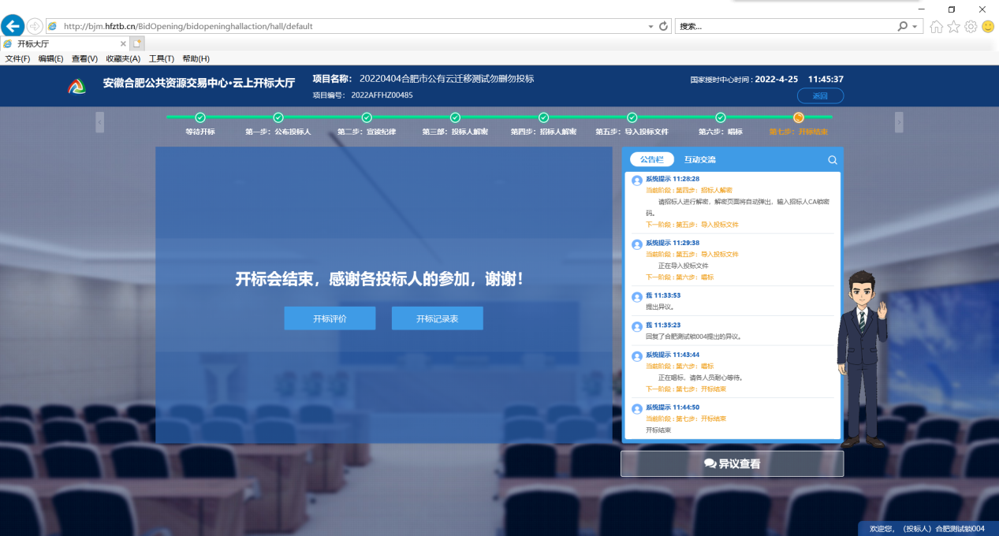 http://bjm.hfztb.cn/BidOpening/bidopeninghallaction/hall/default
搜索...
开标大厅
文件(F) 编辑(E) 查看(V) 收藏夹(A) 工具(T) 帮助(H)
安徽合肥公共资源交易中心·云上开标大厅
项目名称： 20220404合肥市公有云迁移测试勿删勿投标
项目编号： 2022AFFHZ00485
国家授时中心时间 : 2022-4-25 11:45:37
返回
等待开标
第一步：公布投标人
第二步：宣读纪律
第三部：投标人解密
第四步：招标人解密
第五步：导入投标文件
第六步：唱标
第七步：开标结束
开标会结束，感谢各投标人的参加，谢谢！
开标评价
开标记录表
公告栏
互动交流
系统提示 11:28:28
当前阶段 : 第四步：招标人解密
请招标人进行解密，解密页面将自动弹出，输入招标人CA锁密
码。
下一阶段 : 第五步：导入投标文件
系统提示 11:29:38
当前阶段 : 第五步：导入投标文件
正在导入投标文件
下一阶段 : 第六步：唱标
我 11:33:53
提出异议。
我 11:35:23
回复了合肥测试锁004提出的异议。
系统提示 11:43:44
当前阶段 : 第六步：唱标
正在唱标，请各人员耐心等待。
下一阶段 : 第七步：开标结束
系统提示 11:44:50
当前阶段 : 第七步：开标结束
开标结束
异议查看
欢迎您，（投标人）合肥测试锁004